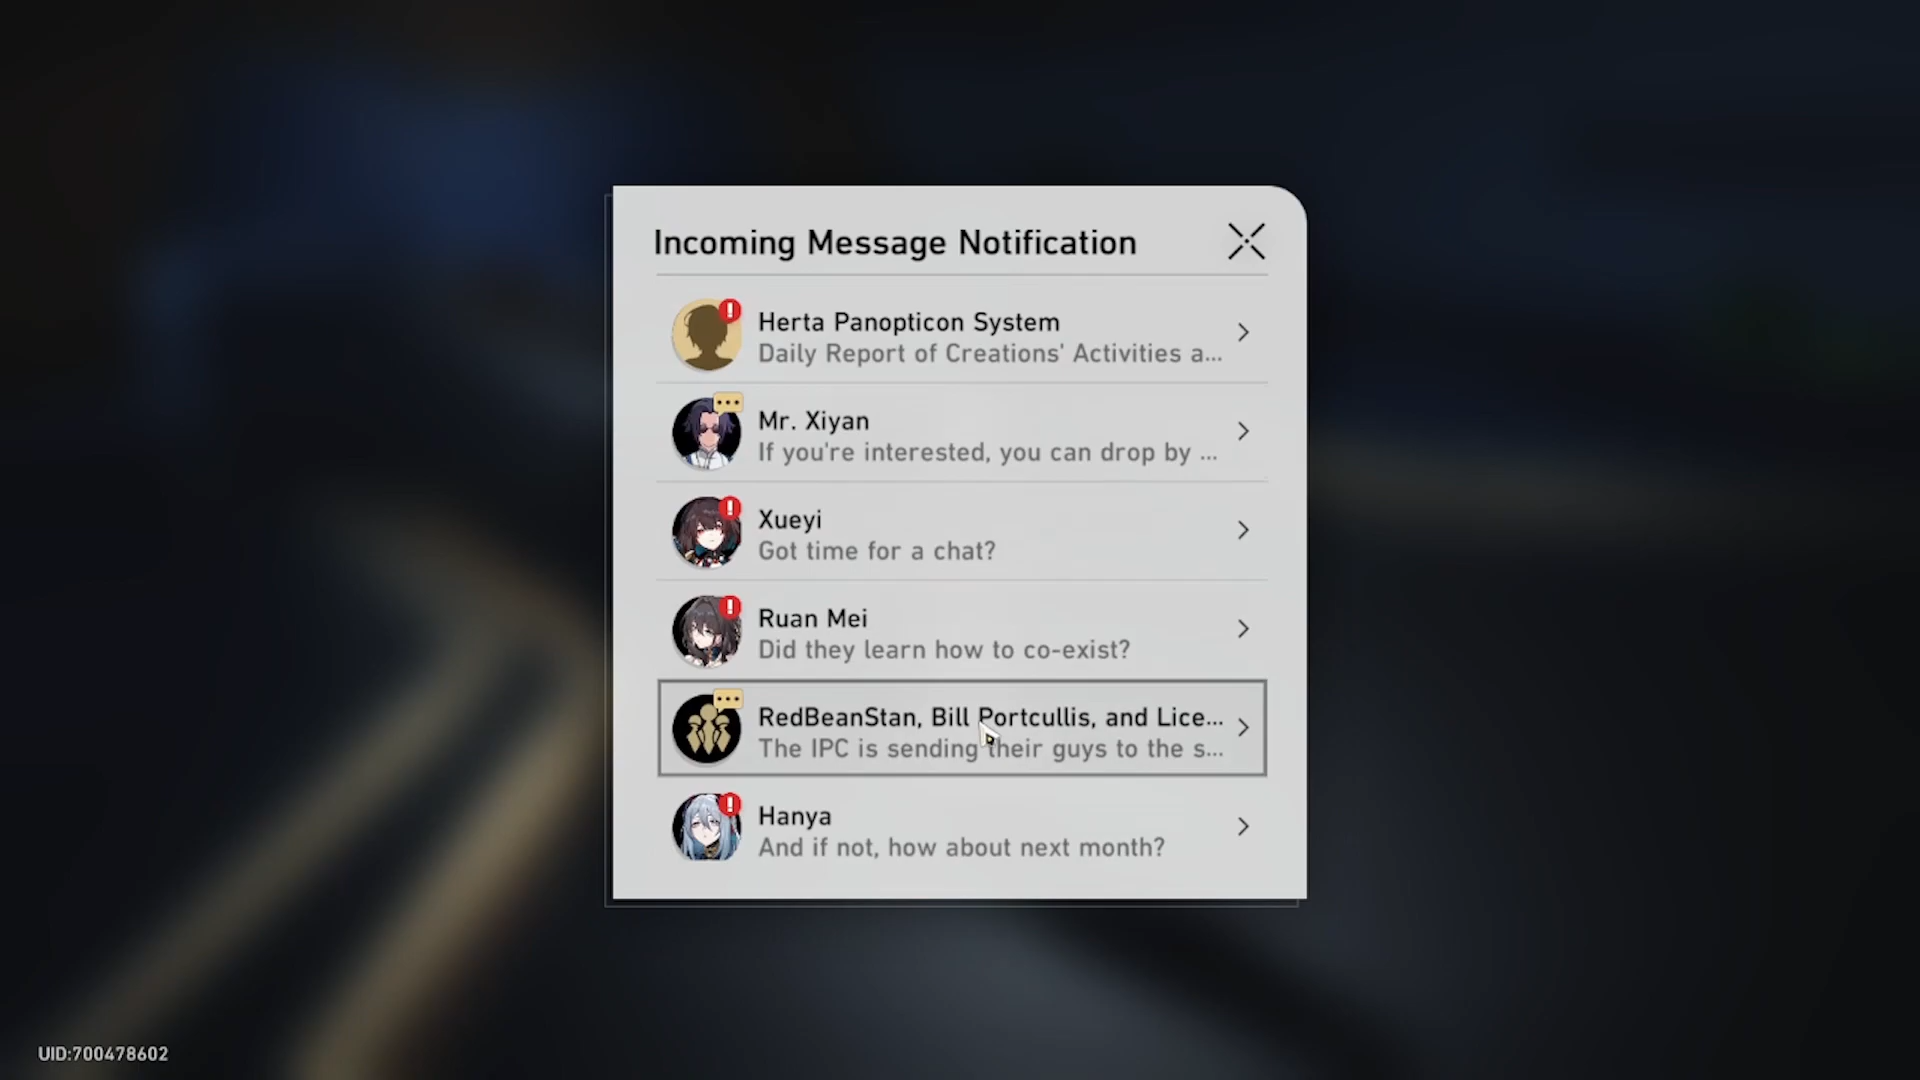 Incoming Message Notification
Herta Panopticon System
Daily Report of Creations' Activities a...
Mr. Xiyan
If you're interested, you can drop by ...
Xueyi
Got time for a chat?
Ruan Mei
Did they learn how to co-exist?
RedBeanStan, Bill Portcullis, and Lice...
The IPC is sending their guys to the s...
Hanya
And if not, how about next month?
UID:700478602